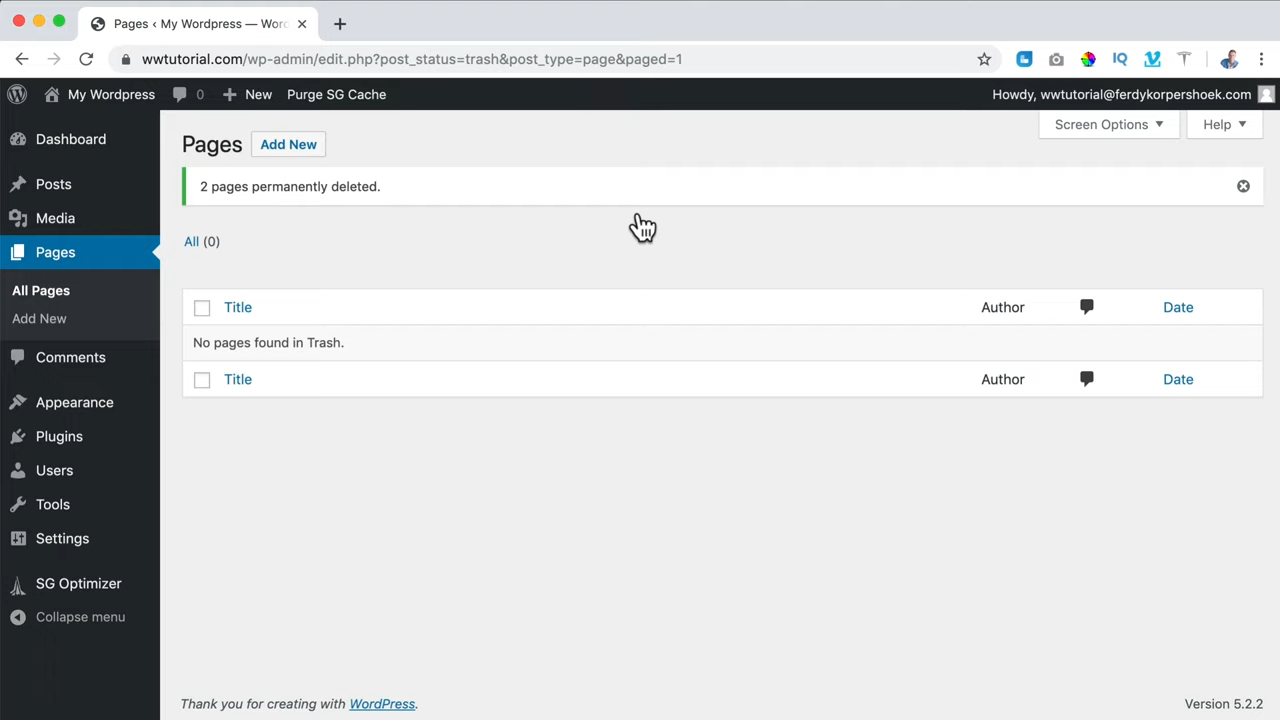 Pages ‹ My Wordpress — Word
wwtutorial.com/wp-admin/edit.php?post_status=trash&post_type=page&paged=1
IQ
My Wordpress 0 New Purge SG Cache Howdy, wwtutorial@ferdykorpershoek.com
Screen Options Help
Pages Add New
2 pages permanently deleted.
All (0)
Title Author Date
No pages found in Trash.
Title Author Date
Dashboard
Posts
Media
Pages
All Pages
Add New
Comments
Appearance
Plugins
Users
Tools
Settings
SG Optimizer
Collapse menu
Thank you for creating with WordPress. Version 5.2.2